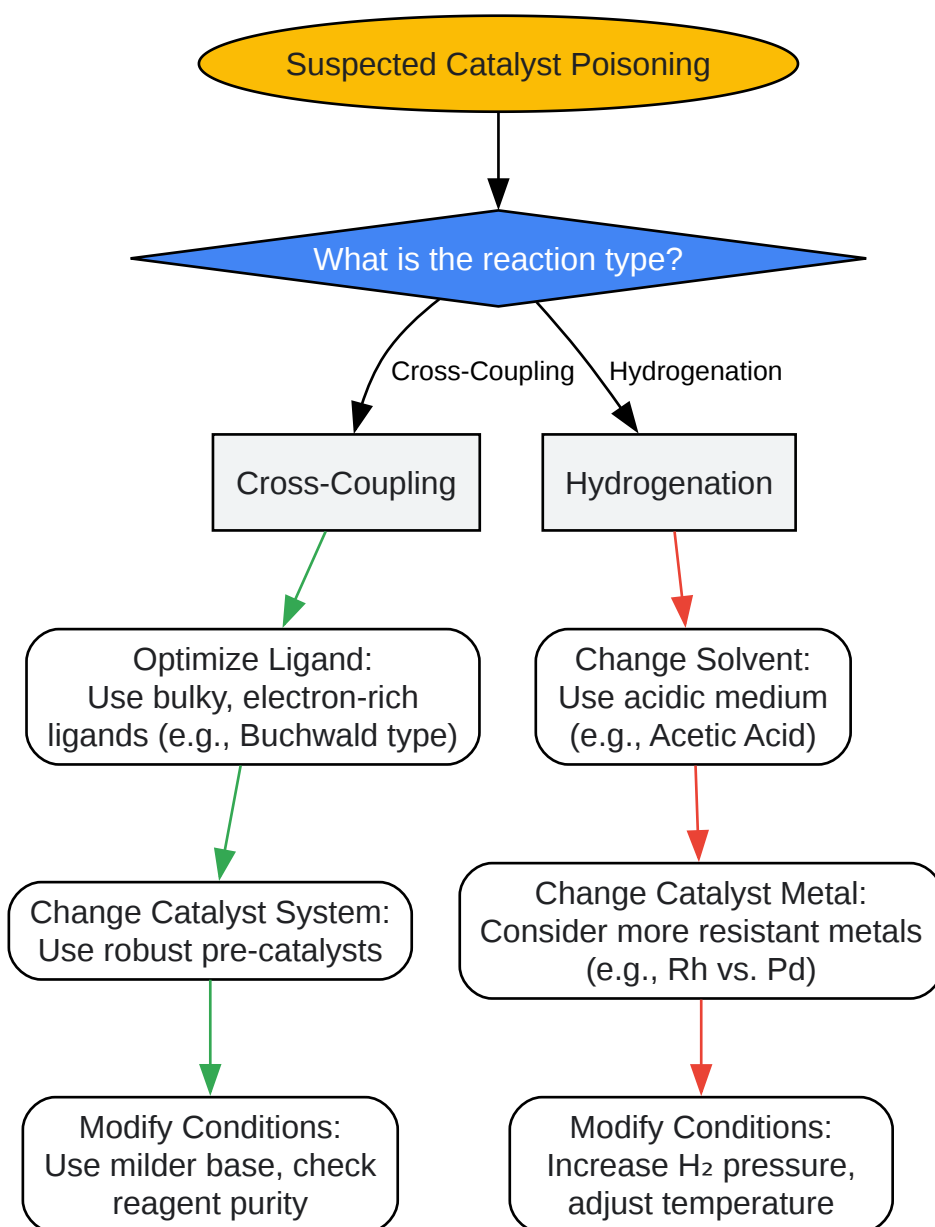 Suspected Catalyst Poisoning
What is the reaction type?
Cross-Coupling
Hydrogenation
Cross-Coupling
Hydrogenation
Optimize Ligand:
Use bulky, electron-rich
ligands (e.g., Buchwald type)
Change Solvent:
Use acidic medium
(e.g., Acetic Acid)
Change Catalyst System:
Use robust pre-catalysts
Change Catalyst Metal:
Consider more resistant metals
(e.g., Rh vs. Pd)
Modify Conditions:
Use milder base, check
reagent purity
Modify Conditions:
Increase H₂ pressure,
adjust temperature